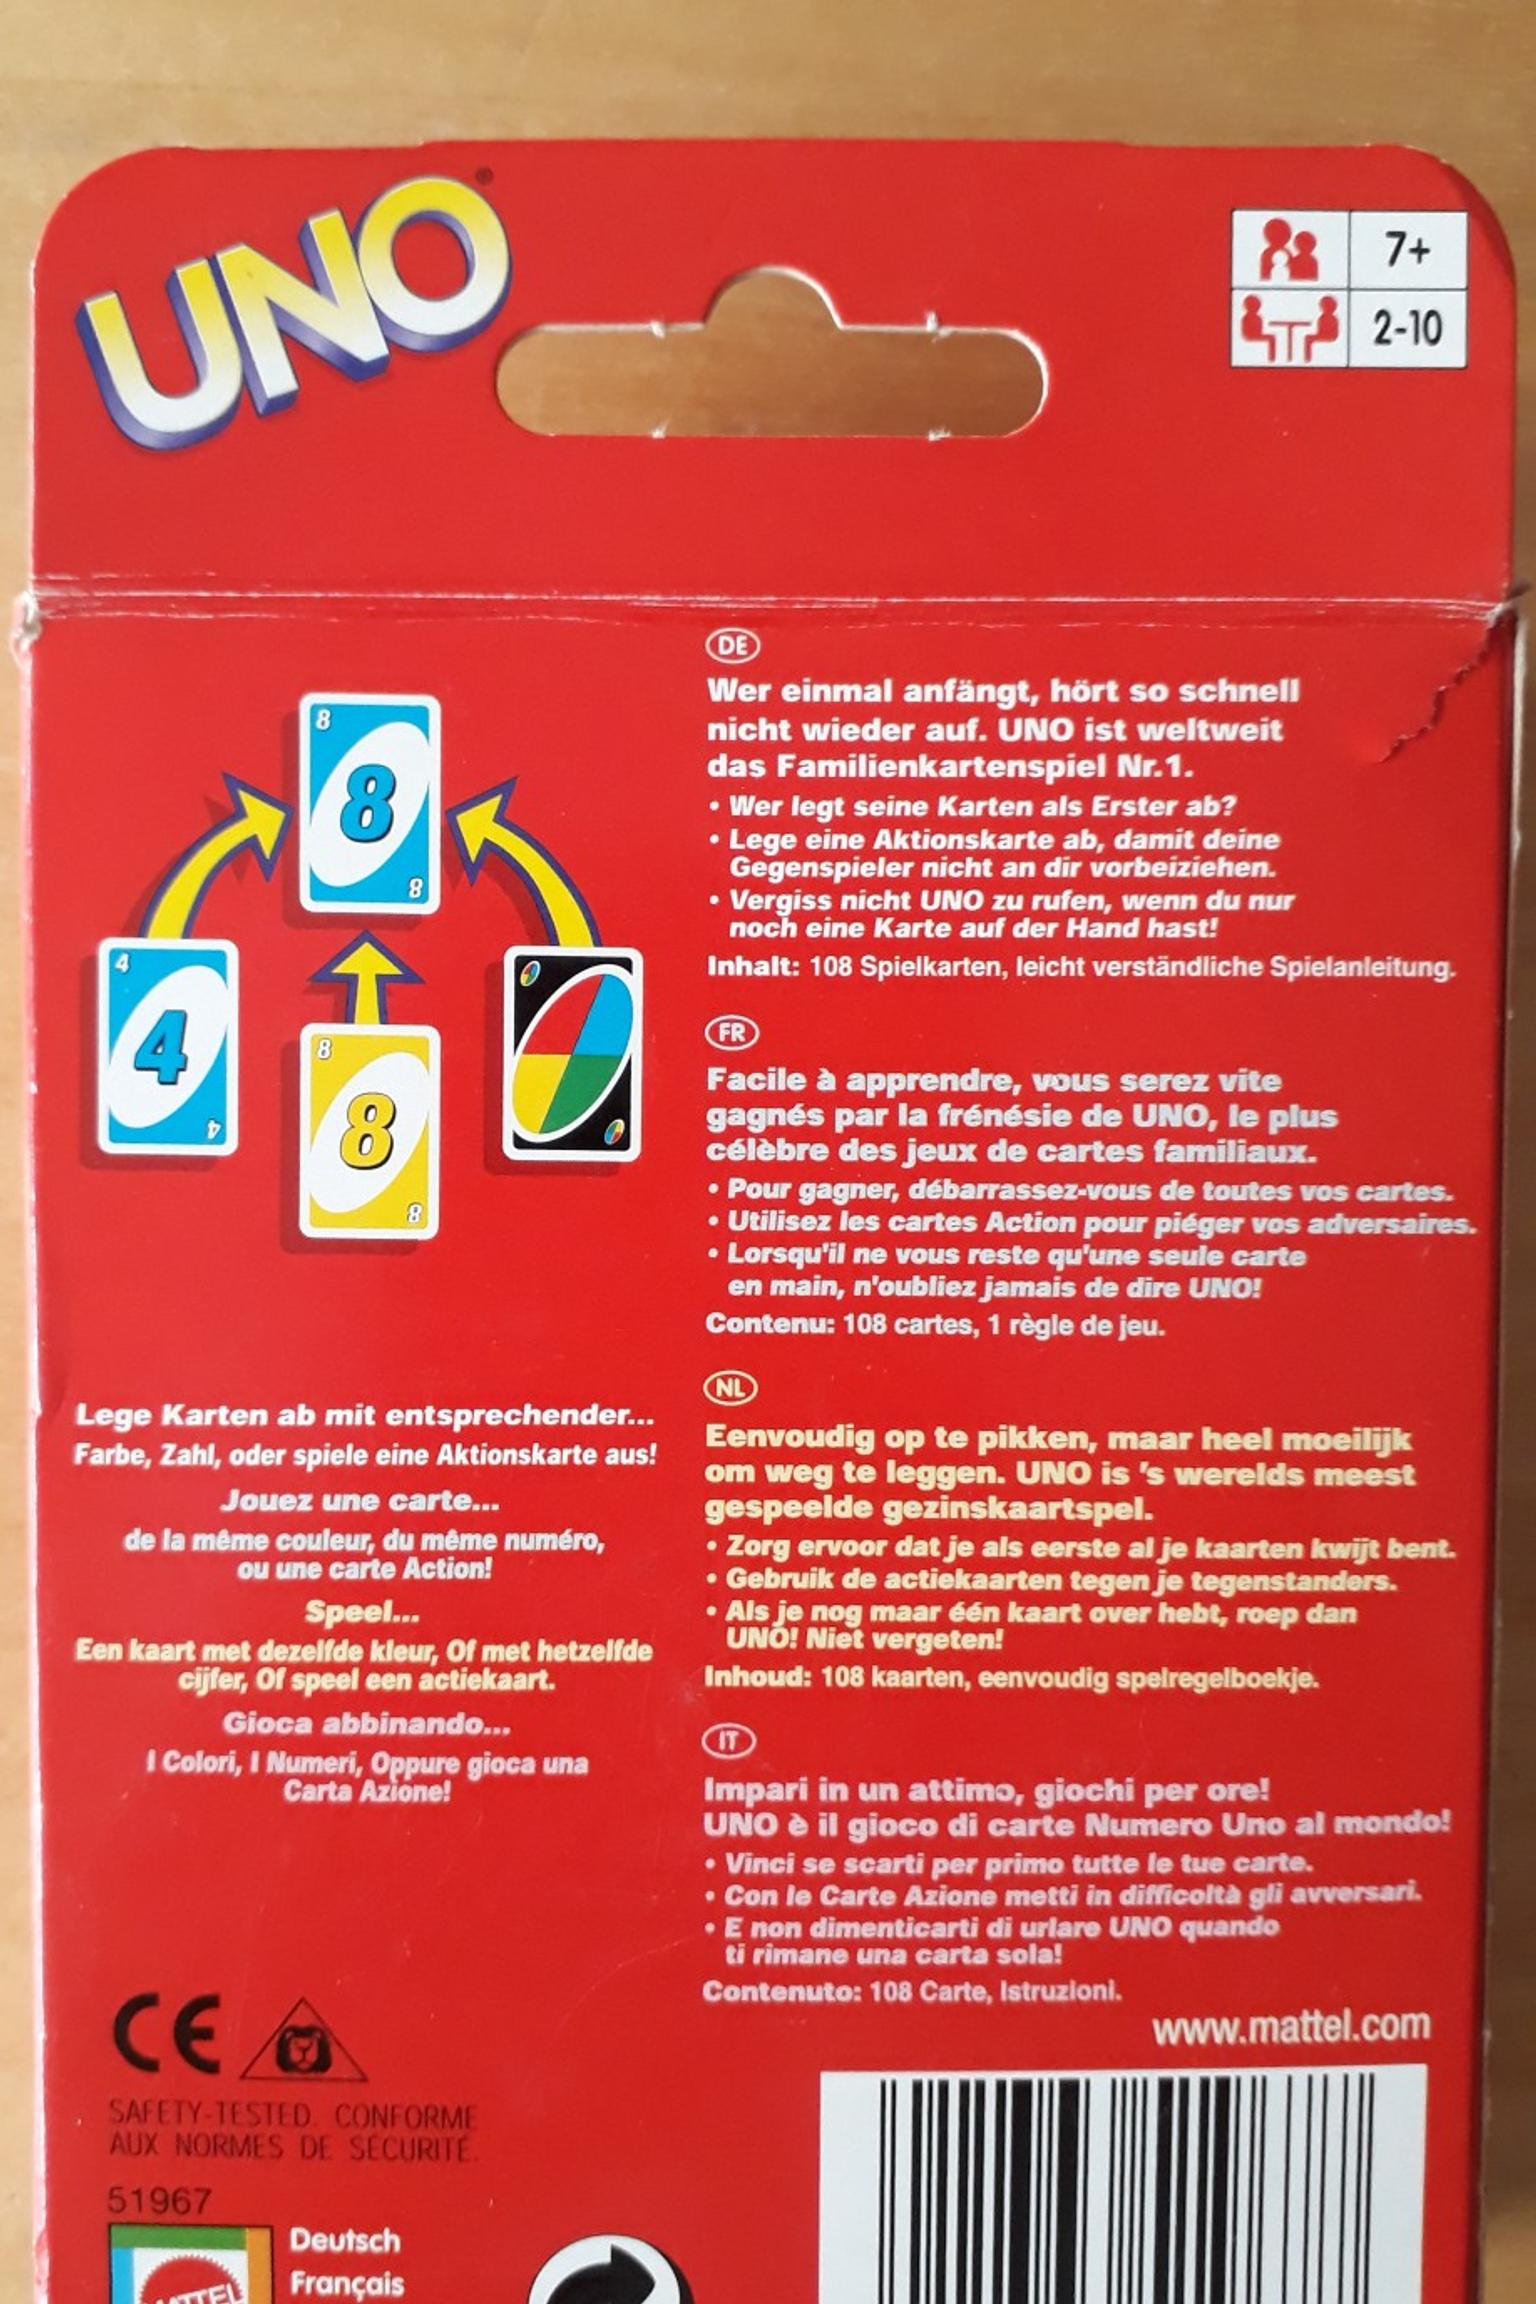 UNO®
7+
2-10
8
8
8
4
4
4
8
8
8
Lege Karten ab mit entsprechender...
Farbe, Zahl, oder spiele eine Aktionskarte aus!
Jouez une carte...
de la même couleur, du même numéro,
ou une carte Action!
Speel...
Een kaart met dezelfde kleur, Of met hetzelfde
cijfer, Of speel een actiekaart.
Gioca abbinando...
I Colori, I Numeri, Oppure gioca una
Carta Azione!
DE
Wer einmal anfängt, hört so schnell
nicht wieder auf. UNO ist weltweit
das Familienkartenspiel Nr.1.
• Wer legt seine Karten als Erster ab?
• Lege eine Aktionskarte ab, damit deine
Gegenspieler nicht an dir vorbeiziehen.
• Vergiss nicht UNO zu rufen, wenn du nur
noch eine Karte auf der Hand hast!
Inhalt: 108 Spielkarten, leicht verständliche Spielanleitung.
FR
Facile à apprendre, vous serez vite
gagnés par la frénésie de UNO, le plus
célèbre des jeux de cartes familiaux.
• Pour gagner, débarrassez-vous de toutes vos cartes.
• Utilisez les cartes Action pour piéger vos adversaires.
• Lorsqu'il ne vous reste qu'une seule carte
en main, n'oubliez jamais de dire UNO!
Contenu: 108 cartes, 1 règle de jeu.
NL
Eenvoudig op te pikken, maar heel moeilijk
om weg te leggen. UNO is 's werelds meest
gespeelde gezinskaartspel.
• Zorg ervoor dat je als eerste al je kaarten kwijt bent.
• Gebruik de actiekaarten tegen je tegenstanders.
• Als je nog maar één kaart over hebt, roep dan
UNO! Niet vergeten!
Inhoud: 108 kaarten, eenvoudig spelregelboekje.
IT
Impari in un attimo, giochi per ore!
UNO è il gioco di carte Numero Uno al mondo!
• Vinci se scarti per primo tutte le tue carte.
• Con le Carte Azione metti in difficoltà gli avversari.
• E non dimenticarti di urlare UNO quando
ti rimane una carta sola!
Contenuto: 108 Carte, Istruzioni.
www.mattel.com
CE
SAFETY-TESTED. CONFORME
AUX NORMES DE SÉCURITÉ.
51967
MATTEL
Deutsch
Français